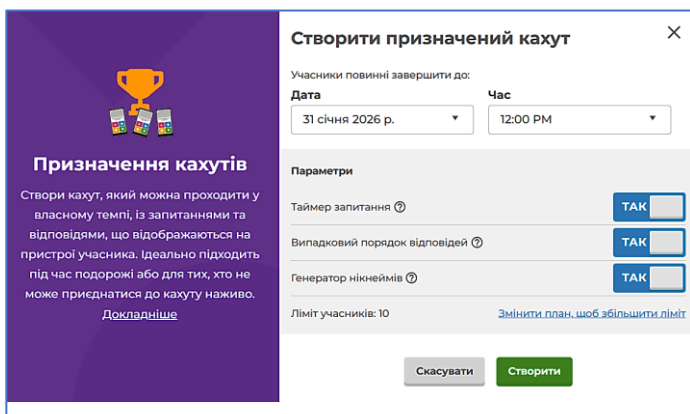 Призначення кахутів
Створи кахут, який можна проходити у
власному темпі, із запитаннями та
відповідями, що відображаються на
пристрої учасника. Ідеально підходить
під час подорожі або для тих, хто не
може приєднатися до кахуту наживо.
Докладніше
Створити призначений кахут
Учасники повинні завершити до:
Дата
Час
31 січня 2026 р.
12:00 PM
Параметри
Таймер запитання
ТАК
Випадковий порядок відповідей
ТАК
Генератор нікнеймів
ТАК
Ліміт учасників: 10
Змінити план, щоб збільшити ліміт
Скасувати
Створити